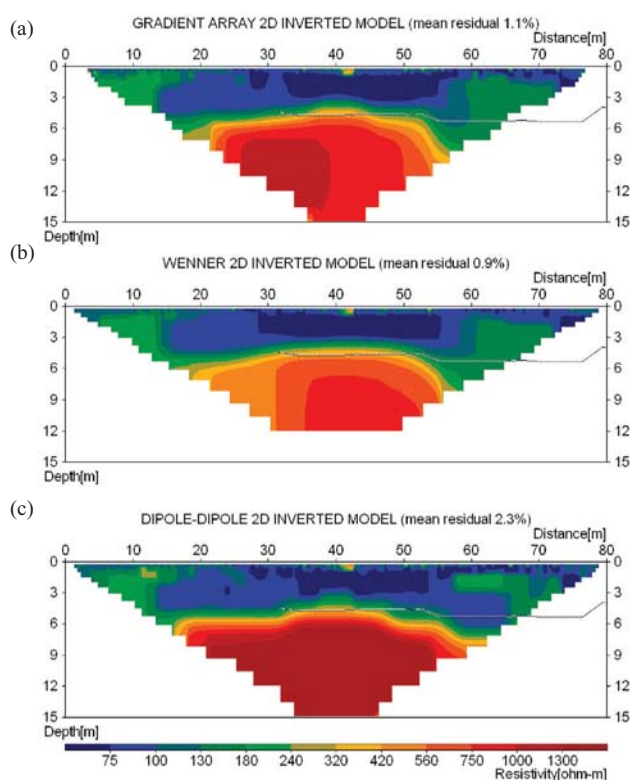 (a)
GRADIENT ARRAY 2D INVERTED MODEL (mean residual 1.1%)
Distance[m]
0 10 20 30 40 50 60 70 80
0 0
3 3
6 6
9 9
12 12
15 15
Depth[m]
(b)
WENNER 2D INVERTED MODEL (mean residual 0.9%)
Distance[m]
0 10 20 30 40 50 60 70 80
0 0
3 3
6 6
9 9
12 12
15 15
Depth[m]
(c)
DIPOLE-DIPOLE 2D INVERTED MODEL (mean residual 2.3%)
Distance[m]
0 10 20 30 40 50 60 70 80
0 0
3 3
6 6
9 9
12 12
15 15
Depth[m]
75 100 130 180 240 320 420 560 750 1000 1300
Resistivity[ohm-m]